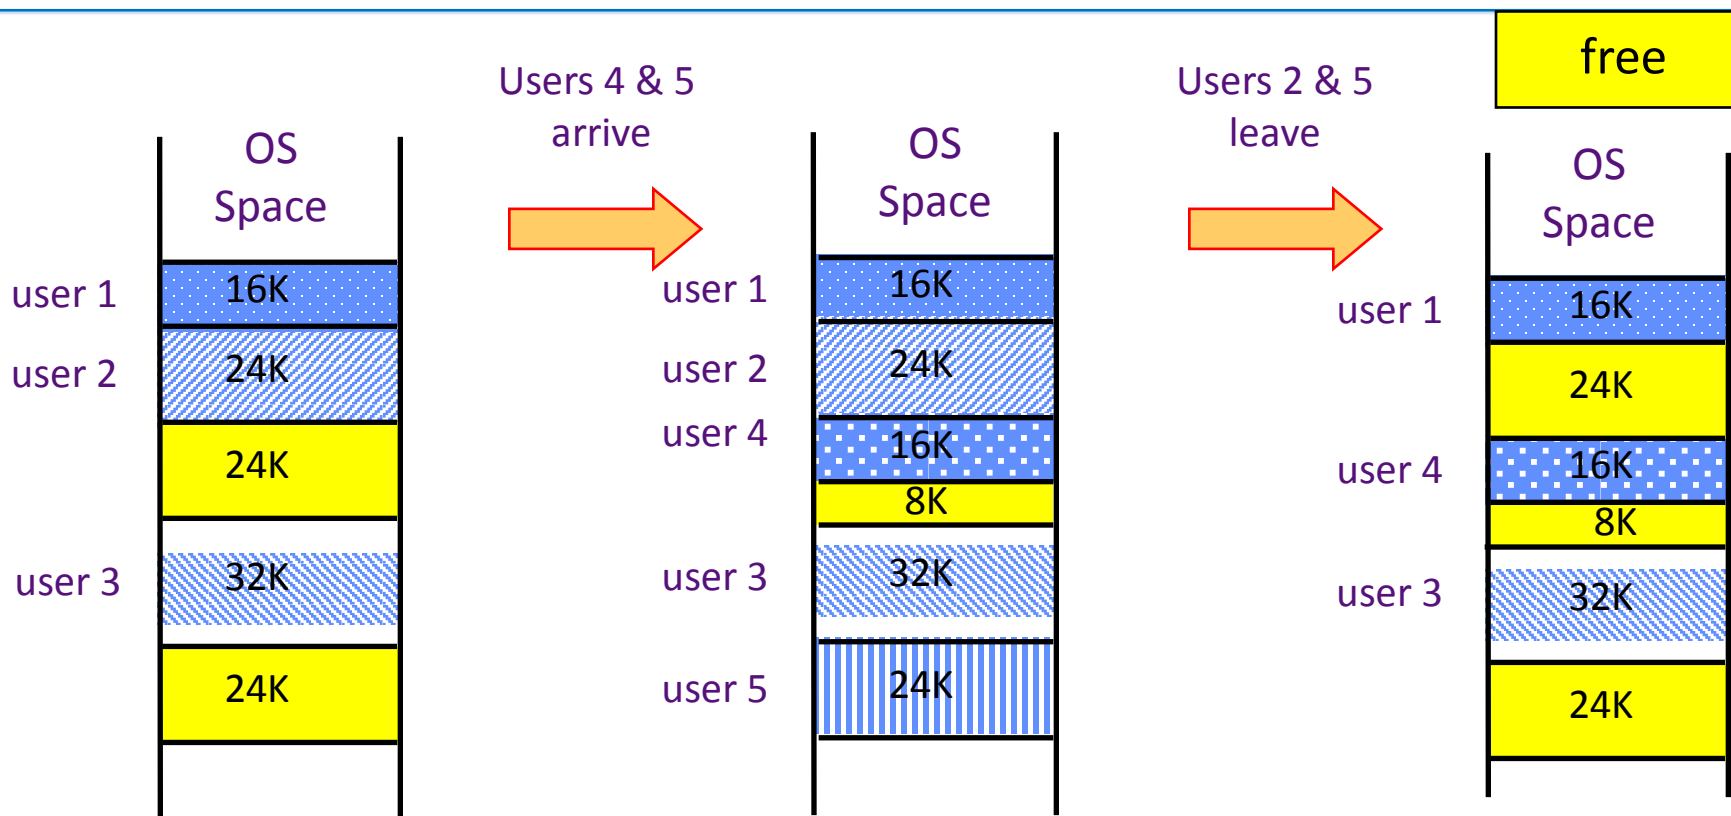 free
Users 4 & 5
arrive
Users 2 & 5
leave
OS
Space
user 1
16K
user 2
24K
24K
user 3
32K
24K
OS
Space
user 1
16K
user 2
24K
user 4
16K
8K
user 3
32K
user 5
24K
OS
Space
user 1
16K
24K
user 4
16K
8K
user 3
32K
24K